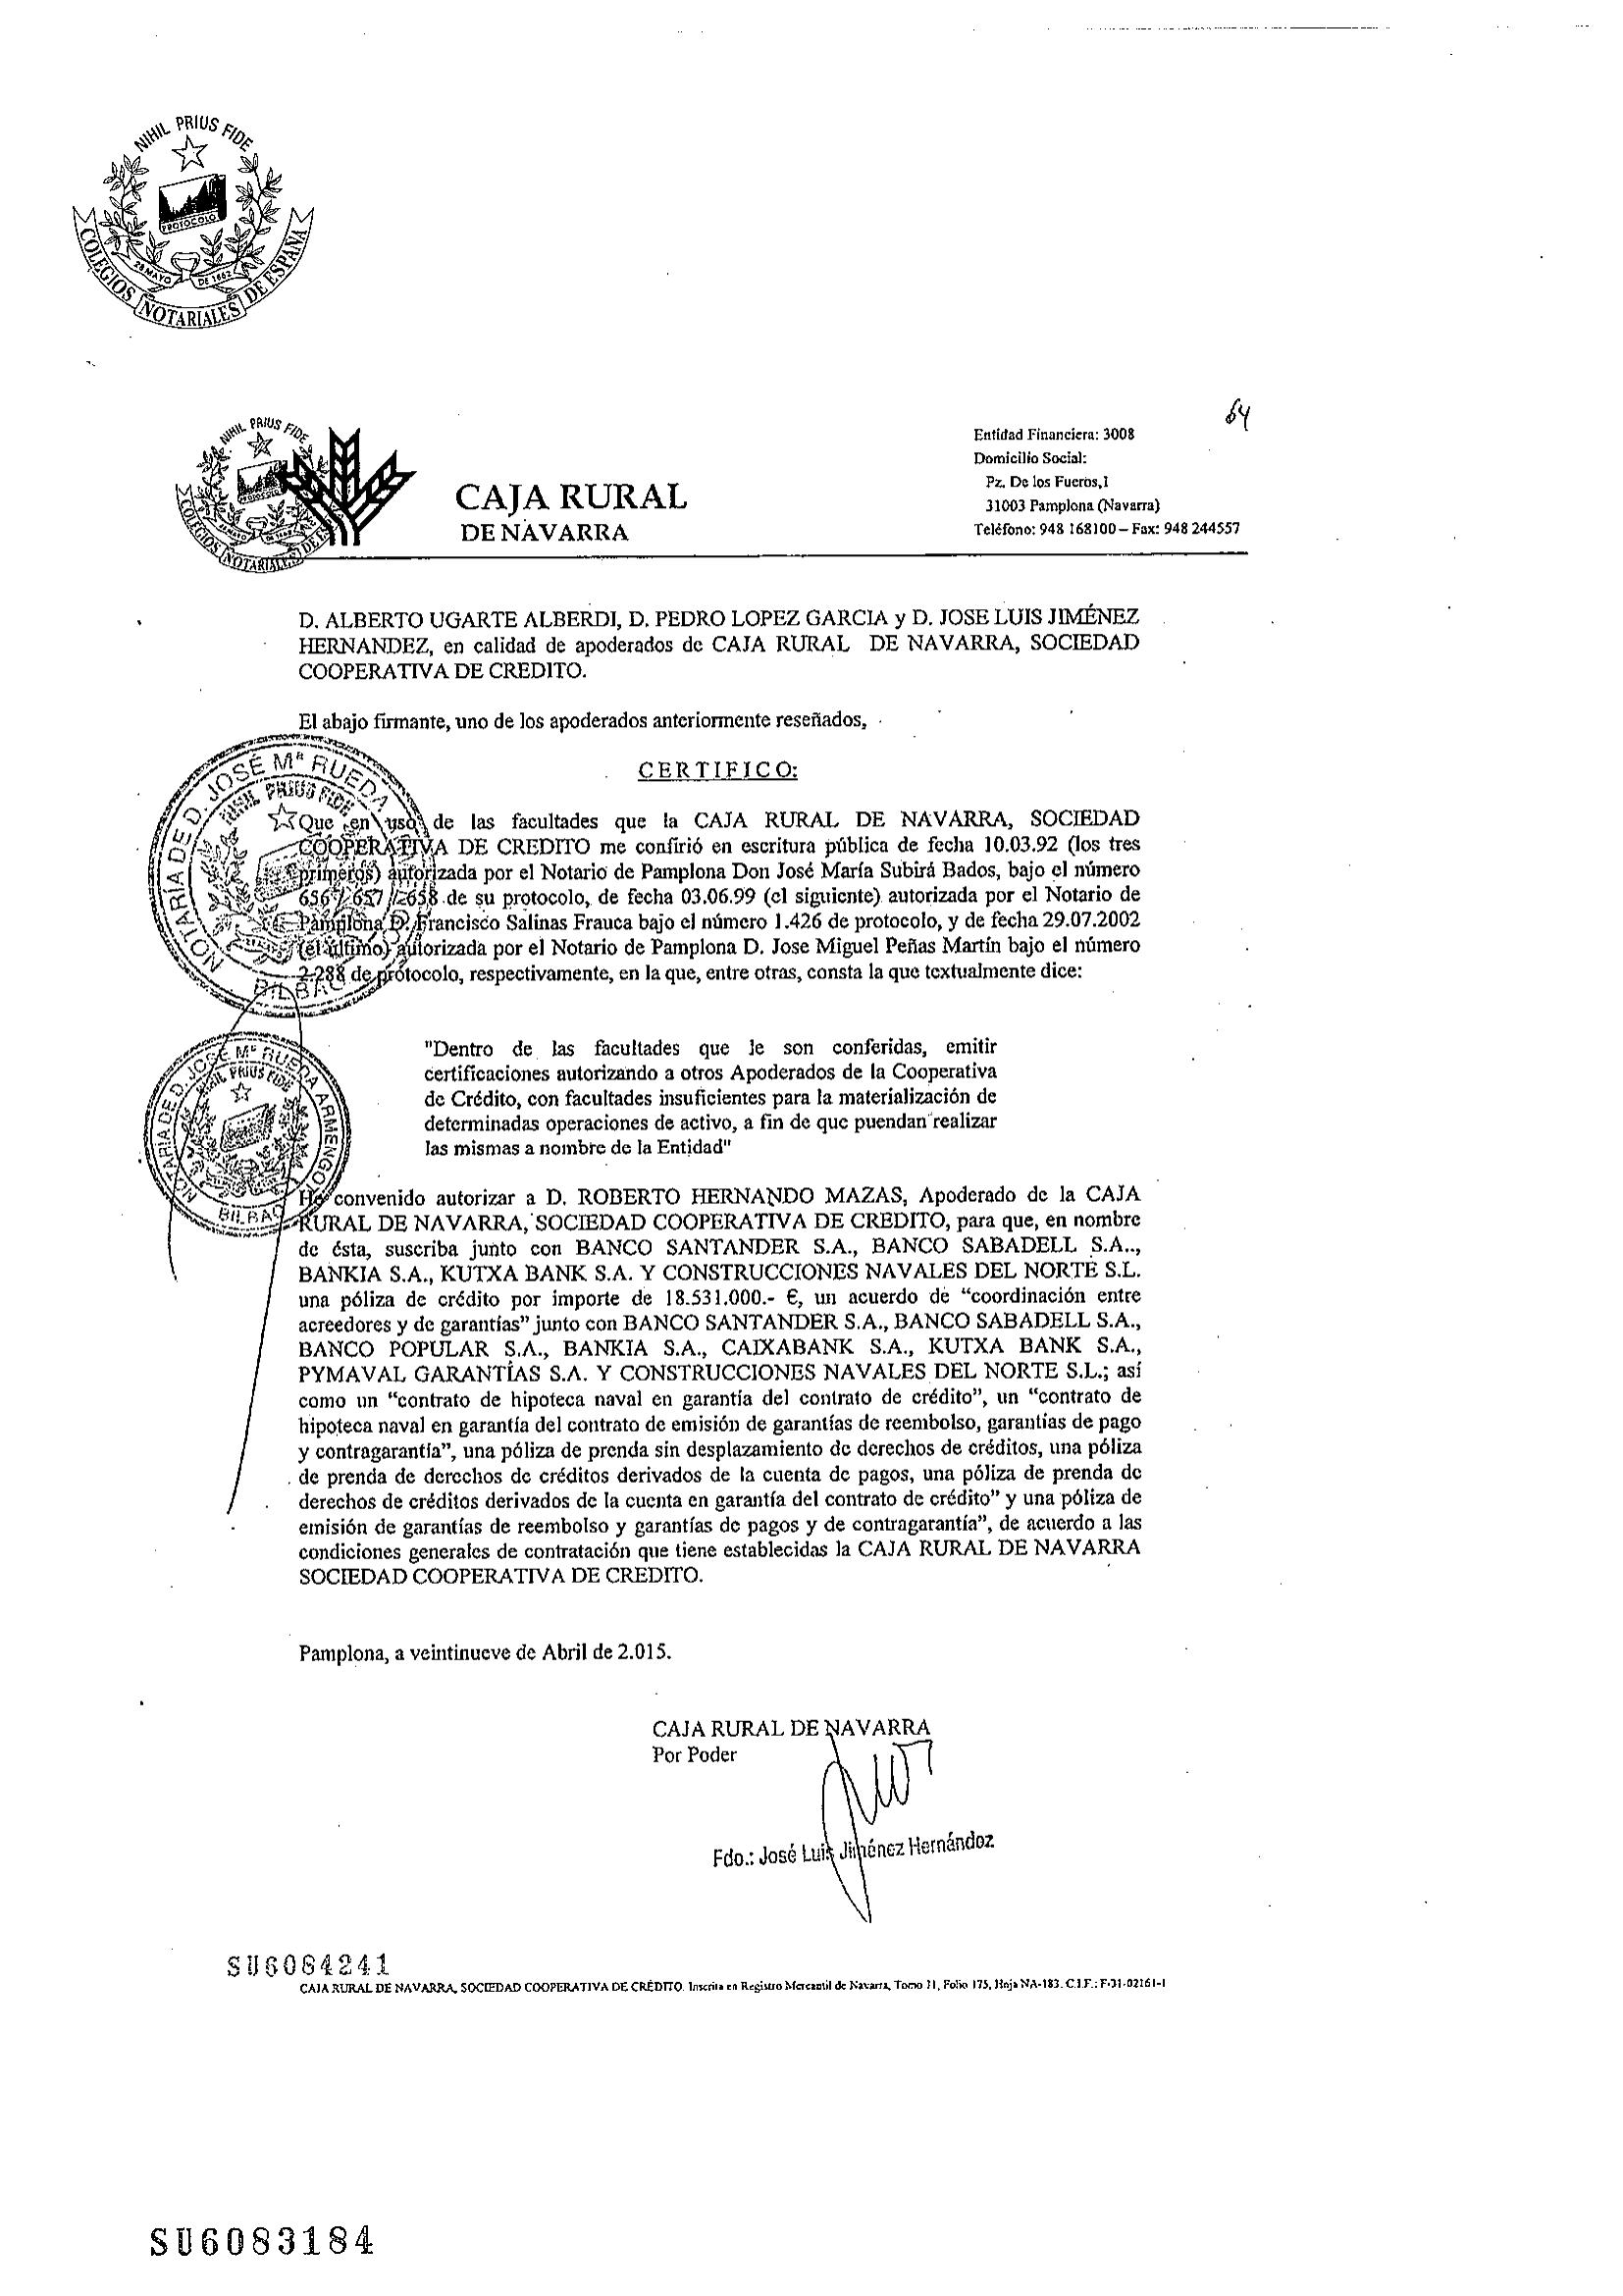 NIHIL PRIUS FIDE
PROTOCOLO
28 MAYO DE 1862
COLEGIOS NOTARIALES DE ESPAÑA
64
NIHIL PRIUS FIDE
COLEGIOS NOTARIALES DE
CAJA RURAL
DE NAVARRA
Entidad Financiera: 3008
Domicilio Social:
Pz. De los Fueros,1
31003 Pamplona (Navarra)
Teléfono: 948 168100 – Fax: 948 244557
D. ALBERTO UGARTE ALBERDI, D. PEDRO LOPEZ GARCIA y D. JOSE LUIS JIMÉNEZ
HERNANDEZ, en calidad de apoderados de CAJA RURAL DE NAVARRA, SOCIEDAD
COOPERATIVA DE CREDITO.
El abajo firmante, uno de los apoderados anteriormente reseñados,
CERTIFICO:
NOTARÍA DE D. JOSÉ Mª RUEDA
NIHIL PRIUS FIDE
BILBAO
Que en uso de las facultades que la CAJA RURAL DE NAVARRA, SOCIEDAD
COOPERATIVA DE CREDITO me confirió en escritura pública de fecha 10.03.92 (los tres
primeros) autorizada por el Notario de Pamplona Don José María Subirá Bados, bajo el número
656 / 657 / 658 de su protocolo, de fecha 03.06.99 (el siguiente) autorizada por el Notario de
Pamplona D. Francisco Salinas Frauca bajo el número 1.426 de protocolo, y de fecha 29.07.2002
(el último) autorizada por el Notario de Pamplona D. Jose Miguel Peñas Martín bajo el número
2.288 de protocolo, respectivamente, en la que, entre otras, consta la que textualmente dice:
"Dentro de las facultades que le son conferidas, emitir
certificaciones autorizando a otros Apoderados de la Cooperativa
de Crédito, con facultades insuficientes para la materialización de
determinadas operaciones de activo, a fin de que puendan realizar
las mismas a nombre de la Entidad"
NOTARÍA DE D. JOSÉ Mª RUEDA ARMENGOL
NIHIL PRIUS FIDE
BILBAO
He convenido autorizar a D. ROBERTO HERNANDO MAZAS, Apoderado de la CAJA
RURAL DE NAVARRA, SOCIEDAD COOPERATIVA DE CREDITO, para que, en nombre
de ésta, suscriba junto con BANCO SANTANDER S.A., BANCO SABADELL S.A..,
BANKIA S.A., KUTXA BANK S.A. Y CONSTRUCCIONES NAVALES DEL NORTE S.L.
una póliza de crédito por importe de 18.531.000.- €, un acuerdo de “coordinación entre
acreedores y de garantías” junto con BANCO SANTANDER S.A., BANCO SABADELL S.A.,
BANCO POPULAR S.A., BANKIA S.A., CAIXABANK S.A., KUTXA BANK S.A.,
PYMAVAL GARANTÍAS S.A. Y CONSTRUCCIONES NAVALES DEL NORTE S.L.; así
como un “contrato de hipoteca naval en garantía del contrato de crédito”, un “contrato de
hipoteca naval en garantía del contrato de emisión de garantías de reembolso, garantías de pago
y contragarantía”, una póliza de prenda sin desplazamiento de derechos de créditos, una póliza
de prenda de derechos de créditos derivados de la cuenta de pagos, una póliza de prenda de
derechos de créditos derivados de la cuenta en garantía del contrato de crédito” y una póliza de
emisión de garantías de reembolso y garantías de pagos y de contragarantía”, de acuerdo a las
condiciones generales de contratación que tiene establecidas la CAJA RURAL DE NAVARRA
SOCIEDAD COOPERATIVA DE CREDITO.
Pamplona, a veintinueve de Abril de 2.015.
CAJA RURAL DE NAVARRA
Por Poder
Fdo.: José Luis Jiménez Hernández
SU6084241
CAJA RURAL DE NAVARRA, SOCIEDAD COOPERATIVA DE CRÉDITO. Inscrita en Registro Mercantil de Navarra, Tomo 11, Folio 175, Hoja NA-183. C.I.F.: F-31-02161-1
SU6083184